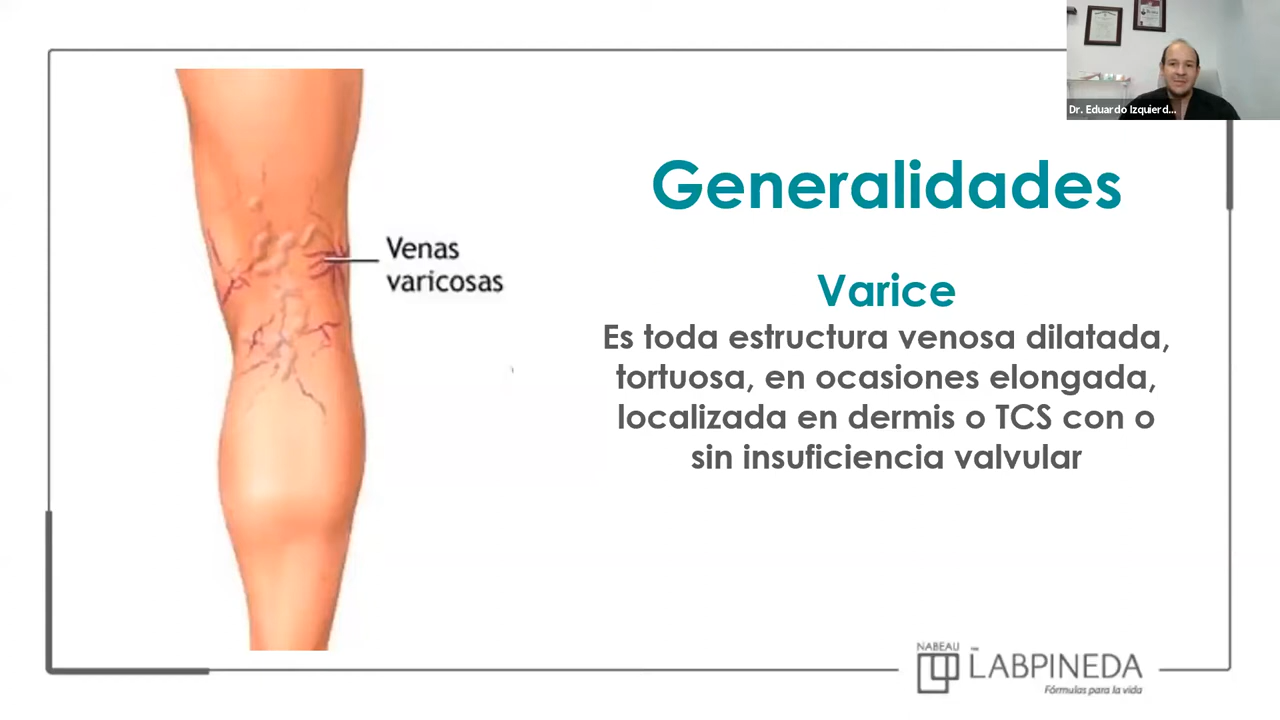 Dr. Eduardo Izquierd...
Generalidades
Venas
varicosas
Varice
Es toda estructura venosa dilatada,
tortuosa, en ocasiones elongada,
localizada en dermis o TCS con o
sin insuficiencia valvular
NABEAU
LABPINEDA
Fórmulas para la vida